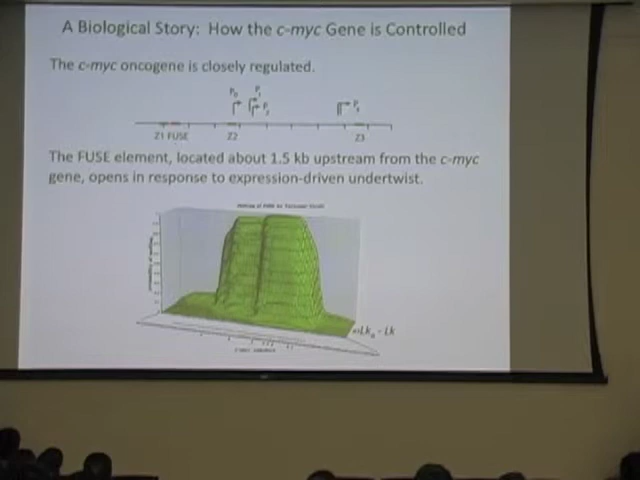 A Biological Story: How the c-myc Gene is Controlled
The c-myc oncogene is closely regulated.
Z1 FUSE Z2 Z3
The FUSE element, located about 1.5 kb upstream from the c-myc
gene, opens in response to expression-driven undertwist.